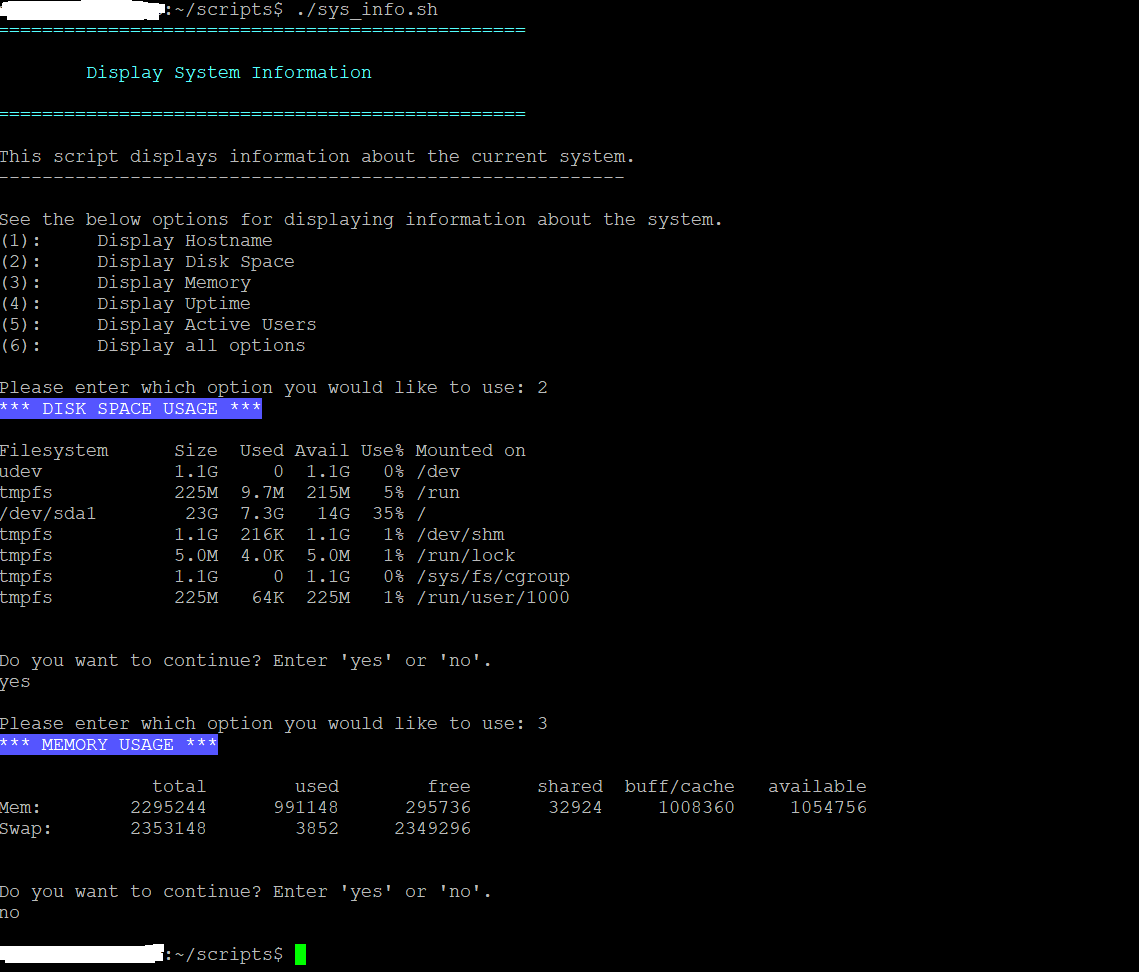 :~/scripts$ ./sys_info.sh
================================================
Display System Information
================================================
This script displays information about the current system.
---------------------------------------------------------
See the below options for displaying information about the system.
(1):     Display Hostname
(2):     Display Disk Space
(3):     Display Memory
(4):     Display Uptime
(5):     Display Active Users
(6):     Display all options
Please enter which option you would like to use: 2
*** DISK SPACE USAGE ***
Filesystem      Size  Used Avail Use% Mounted on
udev            1.1G     0  1.1G   0% /dev
tmpfs           225M  9.7M  215M   5% /run
/dev/sda1        23G  7.3G   14G  35% /
tmpfs           1.1G  216K  1.1G   1% /dev/shm
tmpfs           5.0M  4.0K  5.0M   1% /run/lock
tmpfs           1.1G     0  1.1G   0% /sys/fs/cgroup
tmpfs           225M   64K  225M   1% /run/user/1000
Do you want to continue? Enter 'yes' or 'no'.
yes
Please enter which option you would like to use: 3
*** MEMORY USAGE ***
              total        used        free      shared  buff/cache   available
Mem:        2295244      991148      295736       32924     1008360     1054756
Swap:       2353148        3852     2349296
Do you want to continue? Enter 'yes' or 'no'.
no
:~/scripts$